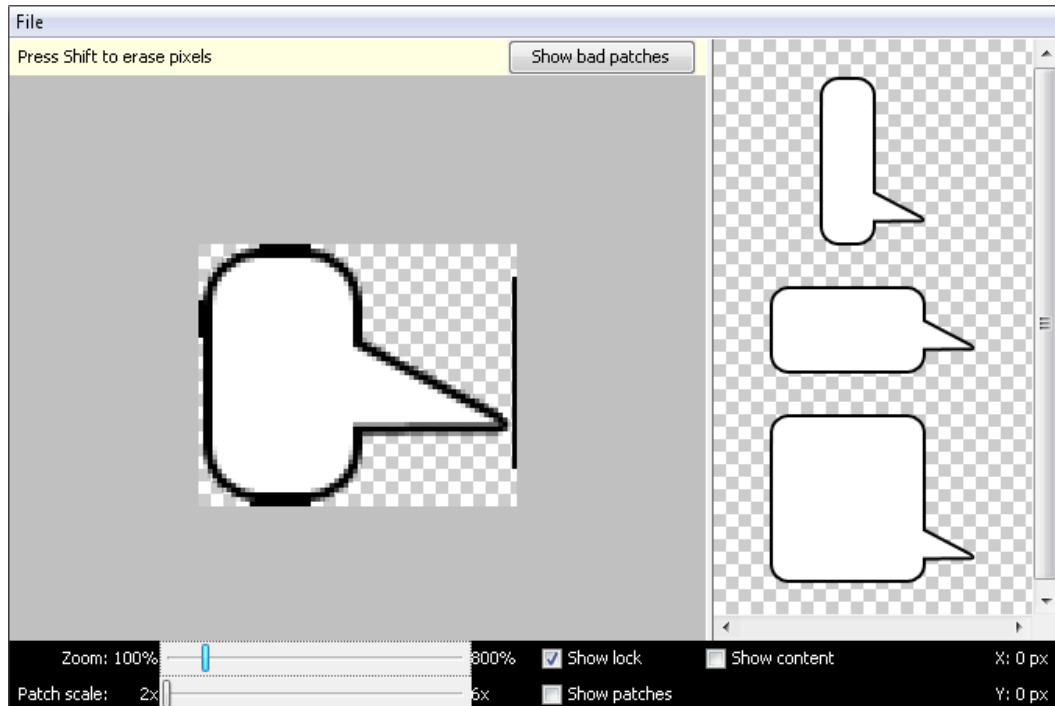 File
Press Shift to erase pixels Show bad patches
Zoom: 100% 800% Show lock Show content X: 0 px
Patch scale: 2x 6x Show patches Y: 0 px